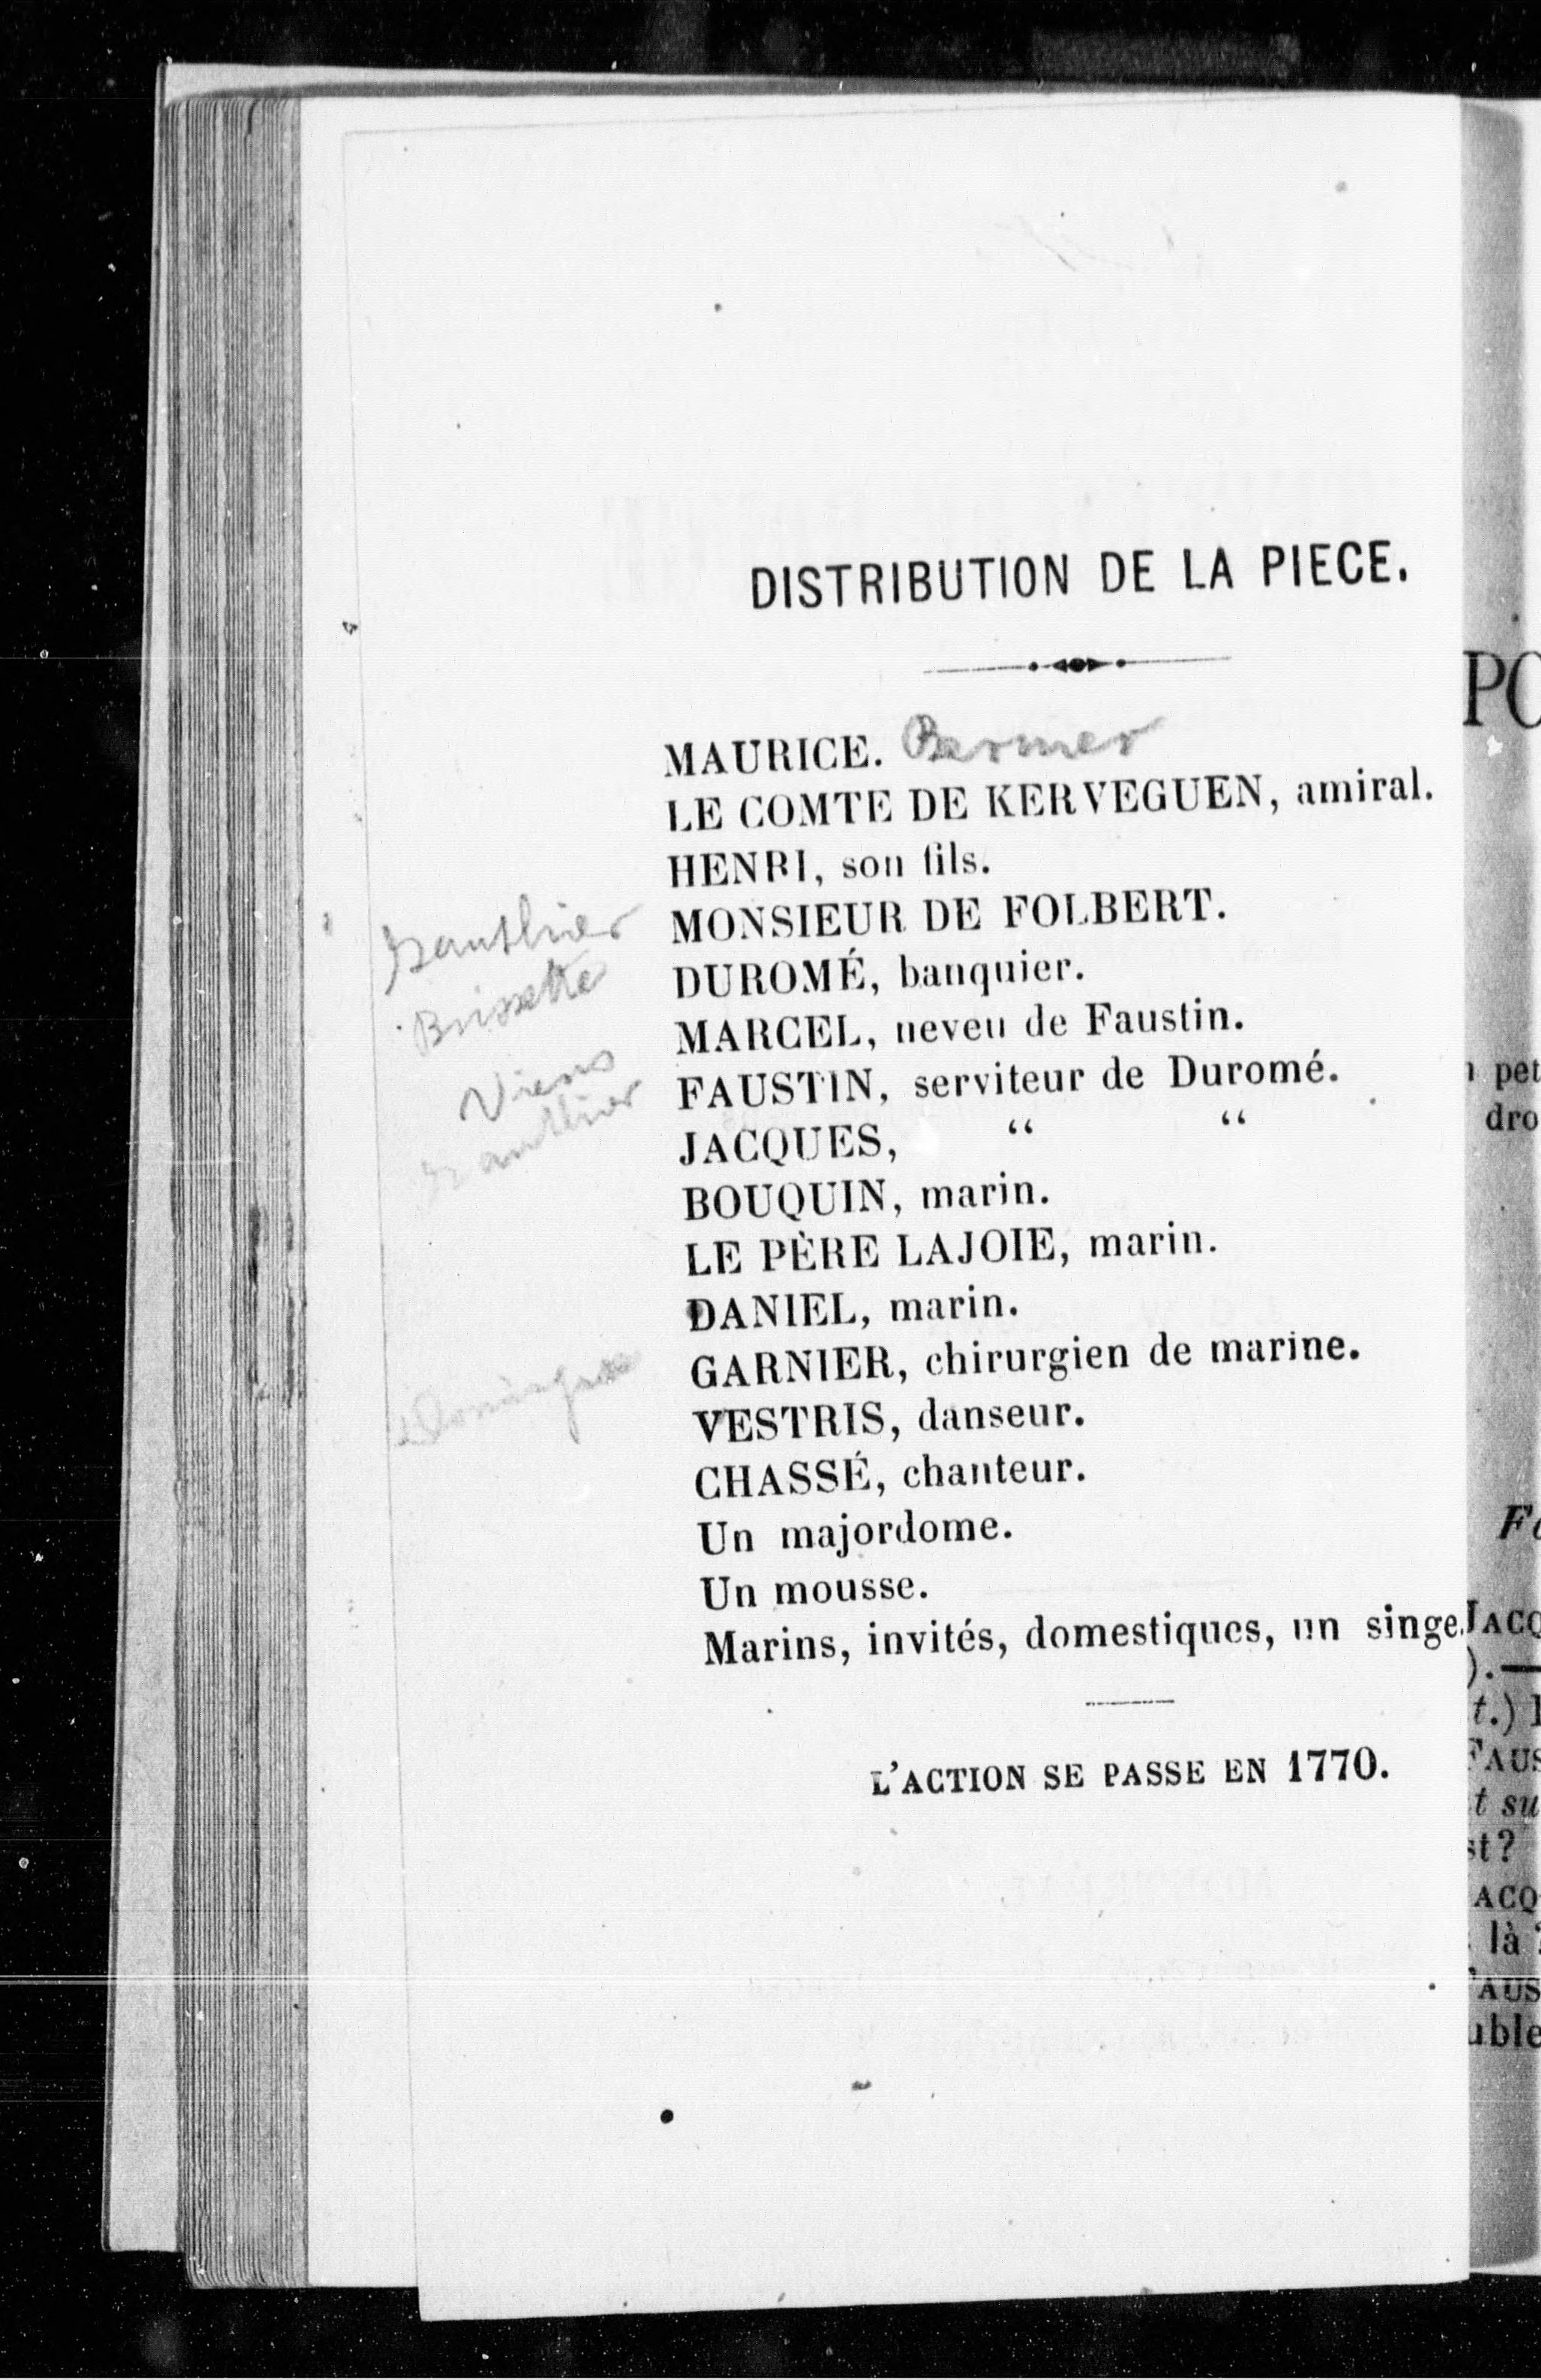 DISTRIBUTION DE LA PIECE.
MAURICE.
LE COMTE DE KERVEGUEN, amiral.
HENRI, son fils.
Gauthier MONSIEUR DE FOLBERT.
Brissette DUROMÉ, banquier.
MARCEL, neveu de Faustin.
Viens FAUSTIN, serviteur de Duromé.
Gauthier JACQUES, “ “
BOUQUIN, marin.
LE PÈRE LAJOIE, marin.
DANIEL, marin.
GARNIER, chirurgien de marine.
VESTRIS, danseur.
CHASSÉ, chanteur.
Un majordome.
Un mousse.
Marins, invités, domestiques, un singe.
L'ACTION SE PASSE EN 1770.